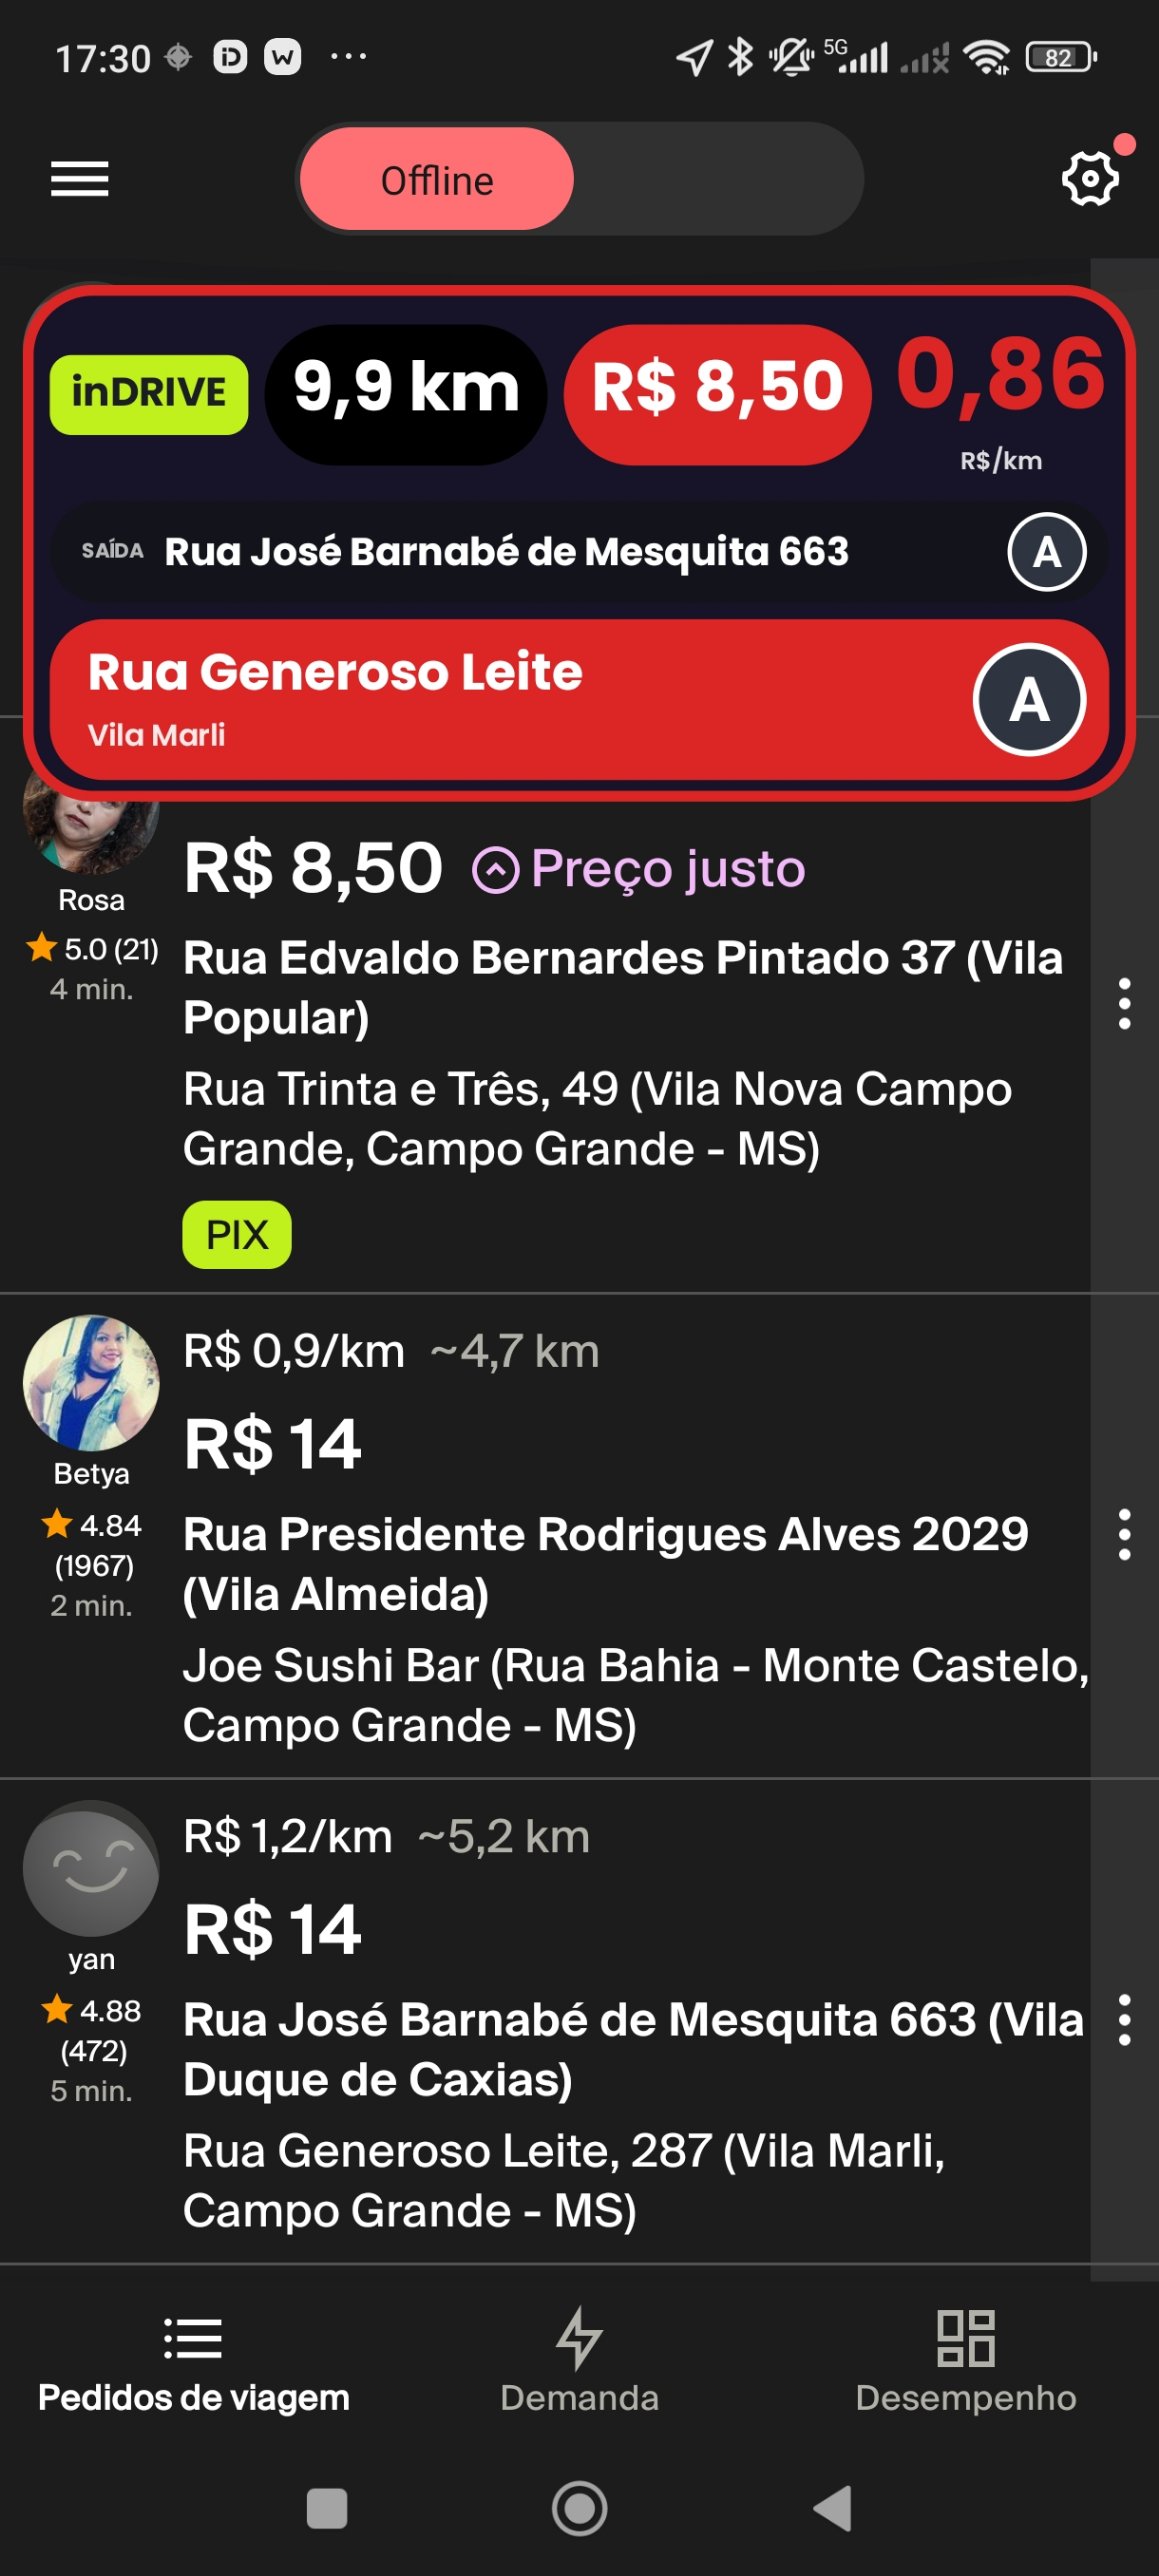 17:30
5G
82
Offline
inDRIVE
9,9 km
R$ 8,50
0,86
R$/km
SAÍDA Rua José Barnabé de Mesquita 663
A
Rua Generoso Leite
Vila Marli
A
Rosa
5.0 (21)
4 min.
R$ 8,50 Preço justo
Rua Edvaldo Bernardes Pintado 37 (Vila
Popular)
Rua Trinta e Três, 49 (Vila Nova Campo
Grande, Campo Grande - MS)
PIX
Betya
4.84
(1967)
2 min.
R$ 0,9/km ~4,7 km
R$ 14
Rua Presidente Rodrigues Alves 2029
(Vila Almeida)
Joe Sushi Bar (Rua Bahia - Monte Castelo,
Campo Grande - MS)
yan
4.88
(472)
5 min.
R$ 1,2/km ~5,2 km
R$ 14
Rua José Barnabé de Mesquita 663 (Vila
Duque de Caxias)
Rua Generoso Leite, 287 (Vila Marli,
Campo Grande - MS)
Pedidos de viagem
Demanda
Desempenho